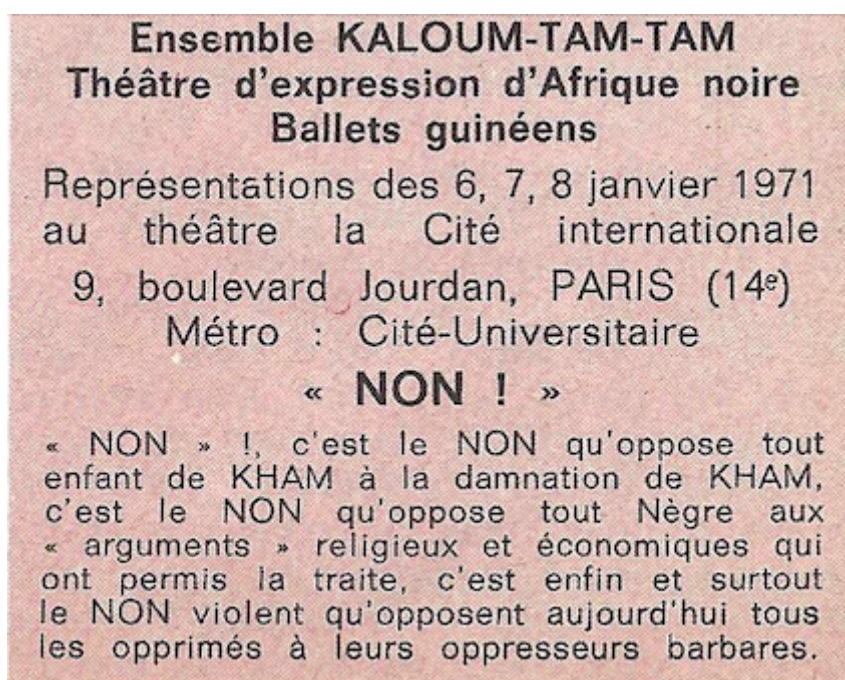 Ensemble KALOUM-TAM-TAM
Théâtre d'expression d'Afrique noire
Ballets guinéens
Représentations des 6, 7, 8 janvier 1971
au théâtre la Cité internationale
9, boulevard Jourdan, PARIS (14e)
Métro : Cité-Universitaire
« NON ! »
« NON » !, c'est le NON qu'oppose tout
enfant de KHAM à la damnation de KHAM,
c'est le NON qu'oppose tout Nègre aux
« arguments » religieux et économiques qui
ont permis la traite, c'est enfin et surtout
le NON violent qu'opposent aujourd'hui tous
les opprimés à leurs oppresseurs barbares.